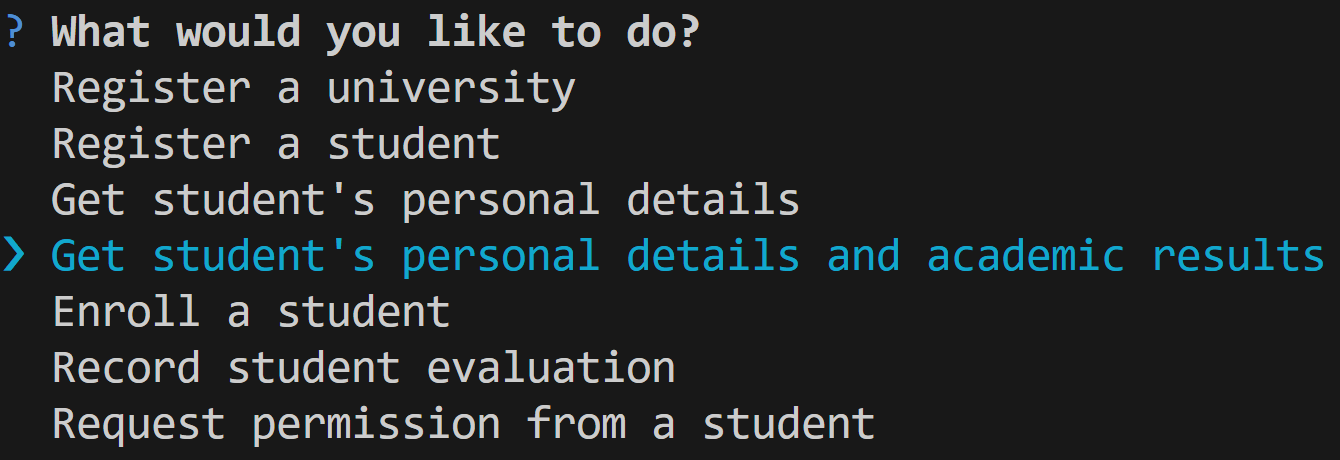 ? What would you like to do?
Register a university
Register a student
Get student's personal details
❯ Get student's personal details and academic results
Enroll a student
Record student evaluation
Request permission from a student